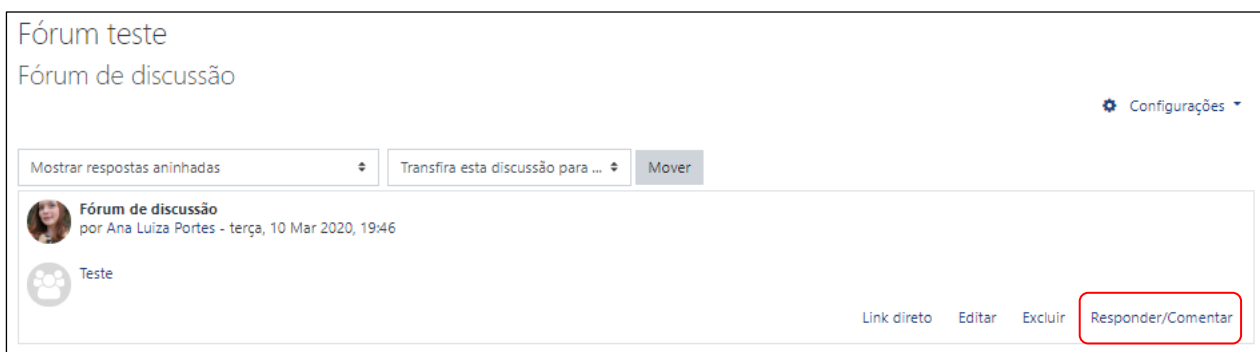 Fórum teste
Fórum de discussão
Configurações
Mostrar respostas aninhadas
Transfira esta discussão para ...
Mover
Fórum de discussão
por Ana Luiza Portes - terça, 10 Mar 2020, 19:46
Teste
Link direto Editar Excluir Responder/Comentar